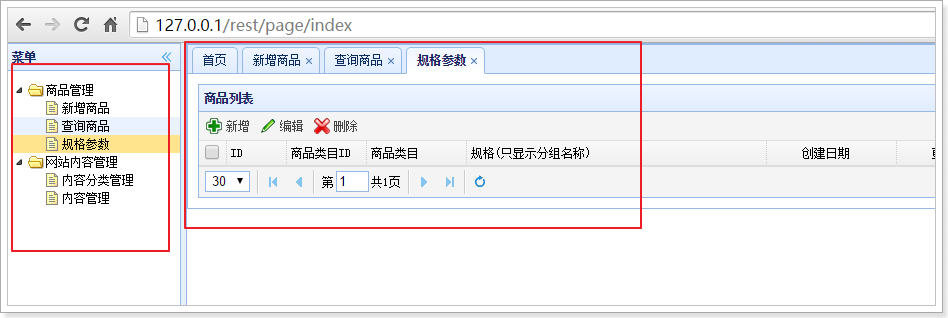 127.0.0.1/rest/page/index
菜单
商品管理
新增商品
查询商品
规格参数
网站内容管理
内容分类管理
内容管理
首页 新增商品 查询商品 规格参数
商品列表
新增 编辑 删除
ID 商品类目ID 商品类目 规格(只显示分组名称) 创建日期
30 第 1 共1页